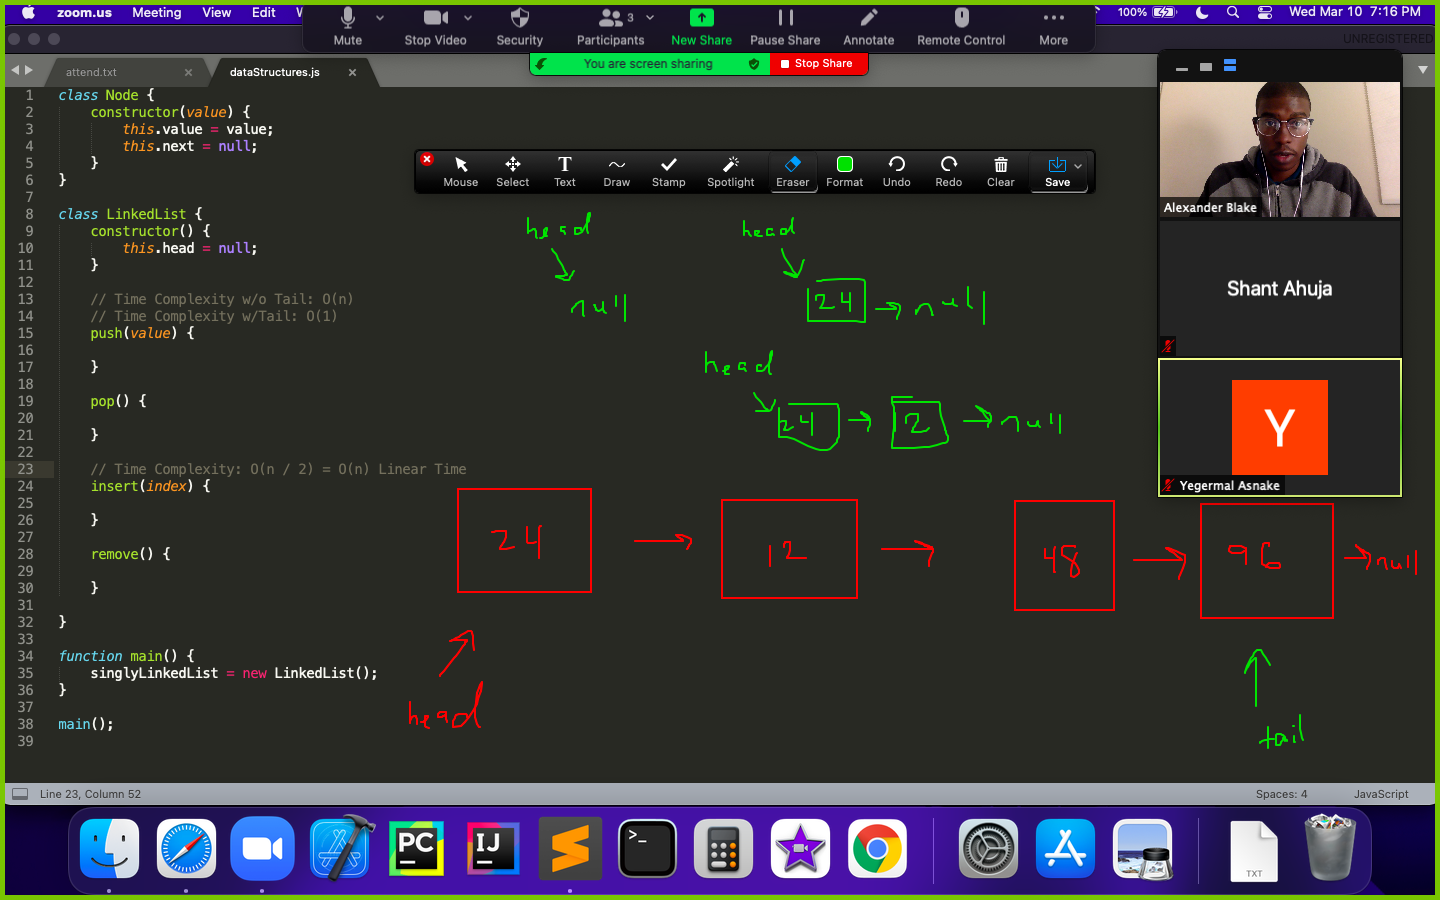 zoom.us Meeting View Edit
100% Wed Mar 10 7:16 PM
Mute Stop Video Security Participants 3 New Share Pause Share Annotate Remote Control More
UNREGISTERED
You are screen sharing Stop Share
attend.txt dataStructures.js
1 class Node {
2 constructor(value) {
3 this.value = value;
4 this.next = null;
5 }
6 }
7
8 class LinkedList {
9 constructor() {
10 this.head = null;
11 }
12
13 // Time Complexity w/o Tail: O(n)
14 // Time Complexity w/Tail: O(1)
15 push(value) {
16
17 }
18
19 pop() {
20
21 }
22
23 // Time Complexity: O(n / 2) = O(n) Linear Time
24 insert(index) {
25
26 }
27
28 remove() {
29
30 }
31
32 }
33
34 function main() {
35 singlyLinkedList = new LinkedList();
36 }
37
38 main();
39
Mouse Select Text Draw Stamp Spotlight Eraser Format Undo Redo Clear Save
head
null
head
24 null
head
24 2 null
24 12 48 96 null
head
tail
Alexander Blake
Shant Ahuja
Y
Yegermal Asnake
Line 23, Column 52 Spaces: 4 JavaScript
PC IJ >_ TXT